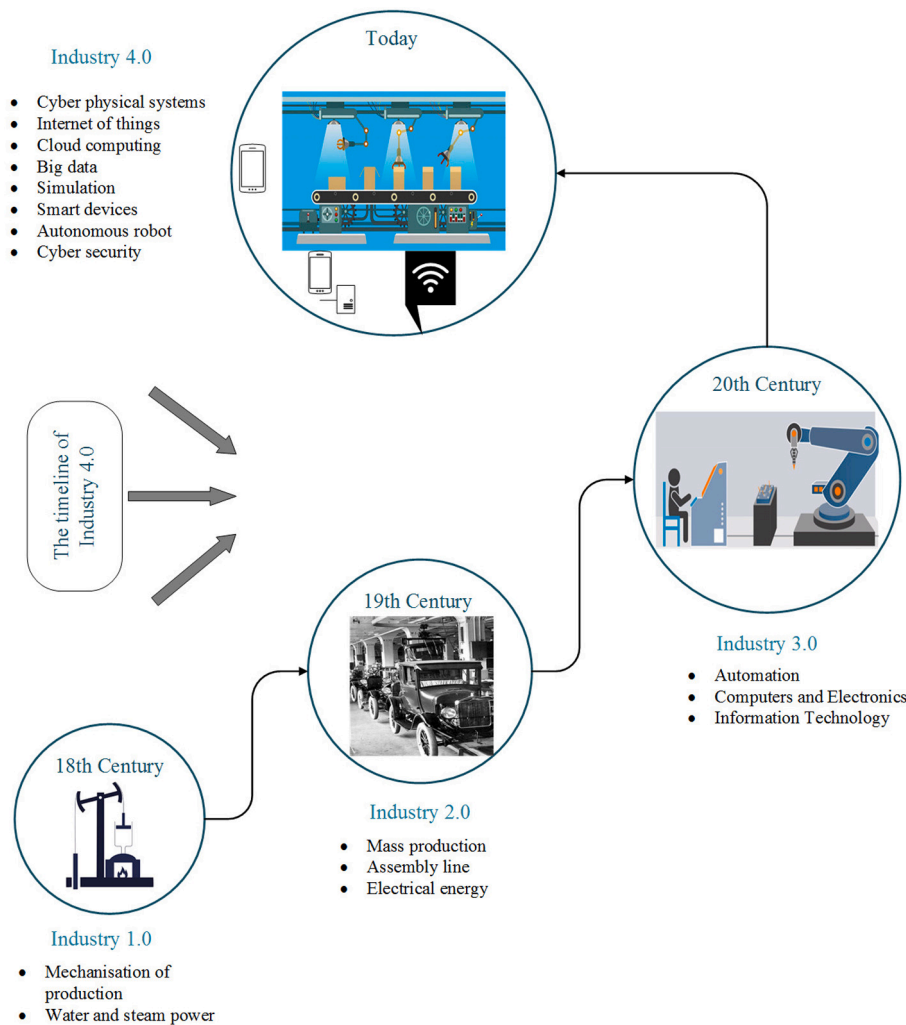 Today
Industry 4.0
• Cyber physical systems
• Internet of things
• Cloud computing
• Big data
• Simulation
• Smart devices
• Autonomous robot
• Cyber security
The timeline of
Industry 4.0
20th Century
Industry 3.0
• Automation
• Computers and Electronics
• Information Technology
19th Century
Industry 2.0
• Mass production
• Assembly line
• Electrical energy
18th Century
Industry 1.0
• Mechanisation of
production
• Water and steam power